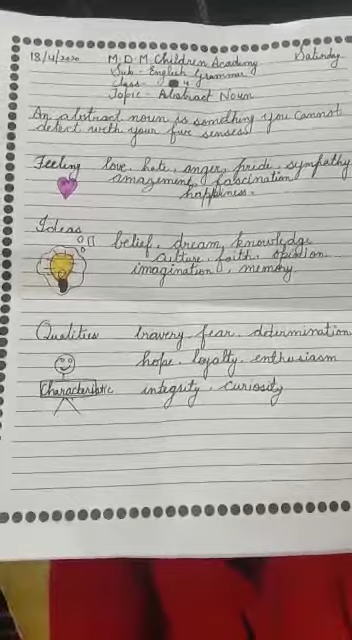 18/4/2020 M.D.M. Children Academy Saturday
Sub - English Grammar
Class - 4
Topic - Abstract Noun
An abstract noun is something you cannot
detect with your five senses!
Feeling love, hate, anger, pride, sympathy
amazement, fascination
happiness.
Ideas
belief, dream, knowledge
culture, faith, opinion
imagination, memory
Qualities bravery, fear, determination
hope, loyalty, enthusiasm
Characteristic integrity, curiosity